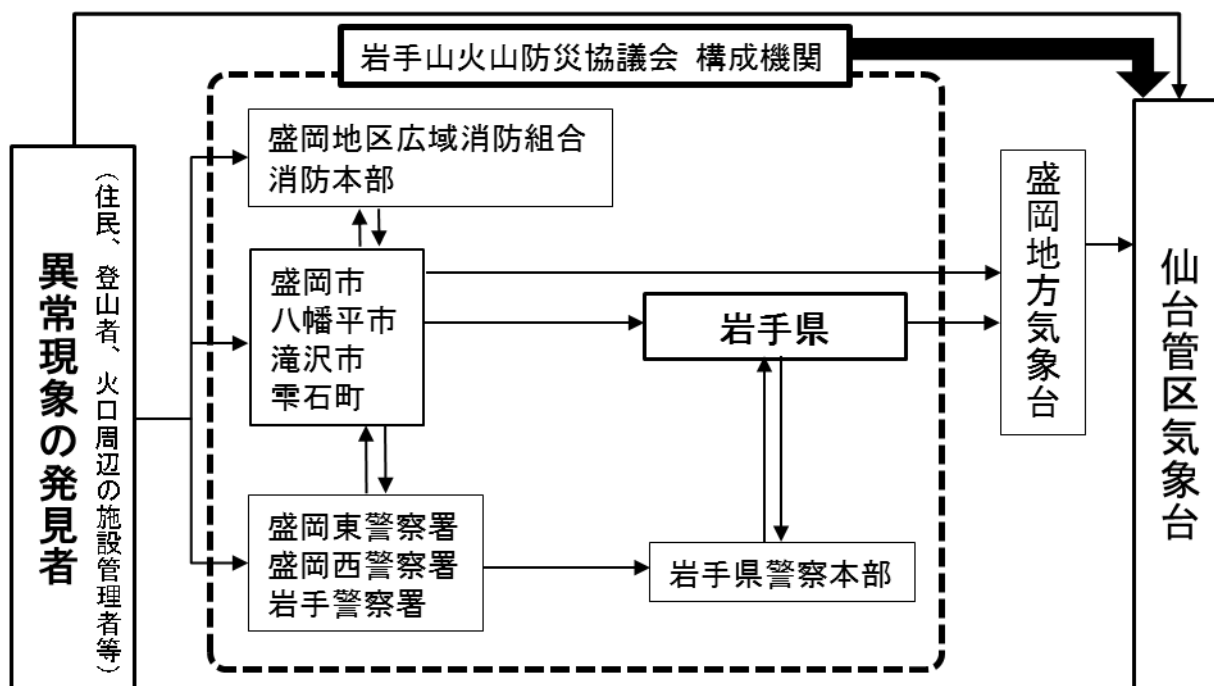 岩手山火山防災協議会 構成機関
異常現象の発見者
(住民、登山者、火口周辺の施設管理者等)
盛岡地区広域消防組合
消防本部
盛岡市
八幡平市
滝沢市
雫石町
盛岡東警察署
盛岡西警察署
岩手警察署
岩手県
岩手県警察本部
盛岡地方気象台
仙台管区気象台